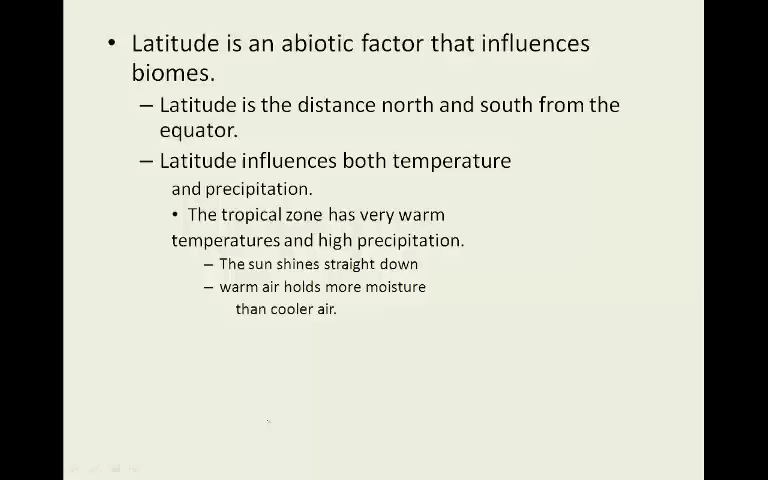 • Latitude is an abiotic factor that influences
biomes.
– Latitude is the distance north and south from the
equator.
– Latitude influences both temperature
and precipitation.
• The tropical zone has very warm
temperatures and high precipitation.
– The sun shines straight down
– warm air holds more moisture
than cooler air.